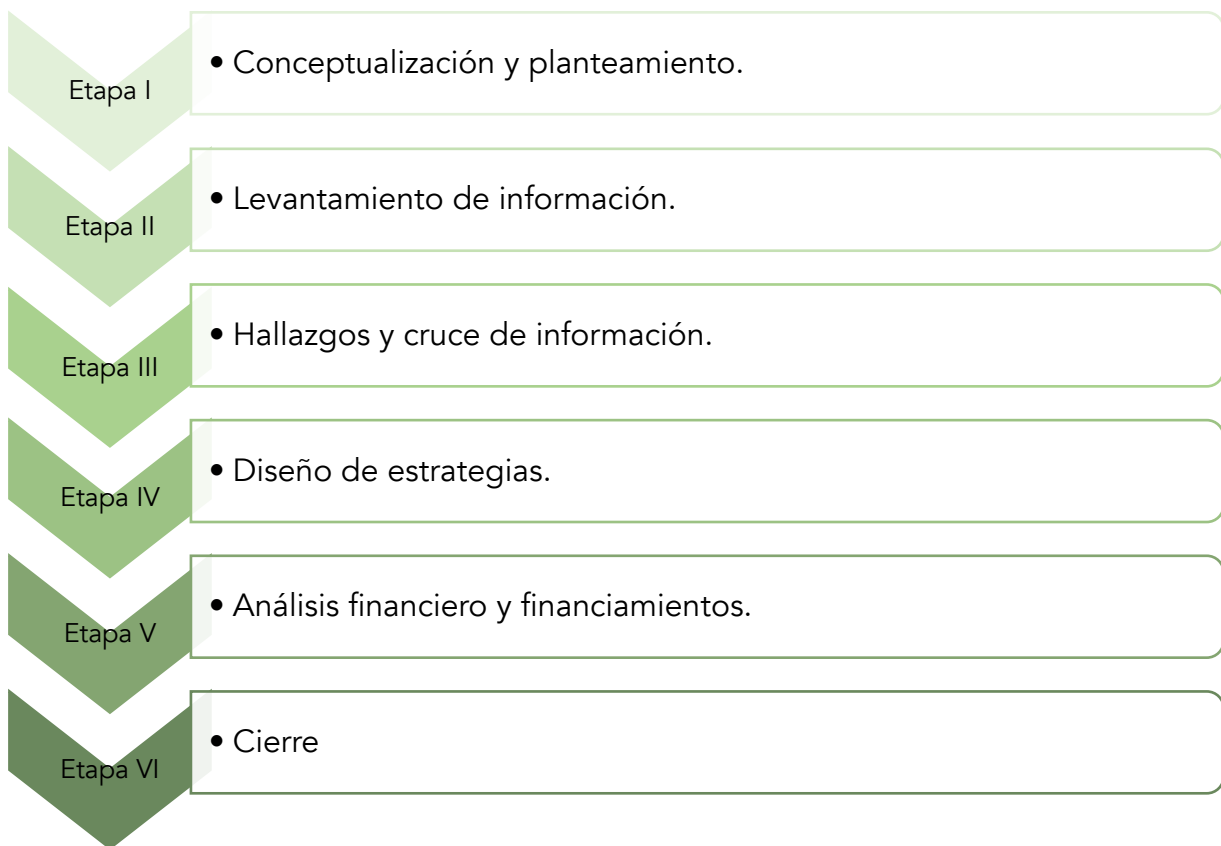 Etapa I
• Conceptualización y planteamiento.
Etapa II
• Levantamiento de información.
Etapa III
• Hallazgos y cruce de información.
Etapa IV
• Diseño de estrategias.
Etapa V
• Análisis financiero y financiamientos.
Etapa VI
• Cierre